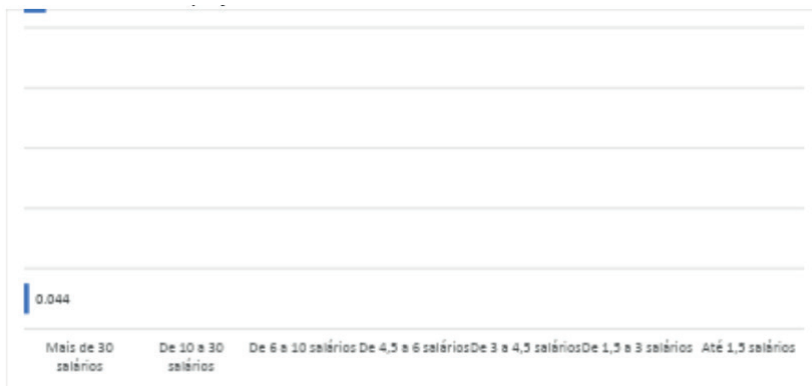 0.044
Mais de 30 De 10 a 30 De 6 a 10 salários De 4,5 a 6 salários De 3 a 4,5 salários De 1,5 a 3 salários Até 1,5 salários
salários salários